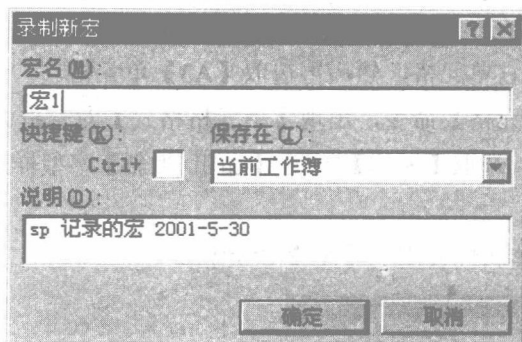 录制新宏
宏名(M):
宏1
快捷键(K): 保存在(I):
Ctrl+ 当前工作簿
说明(D):
sp 记录的宏 2001-5-30
确定 取消